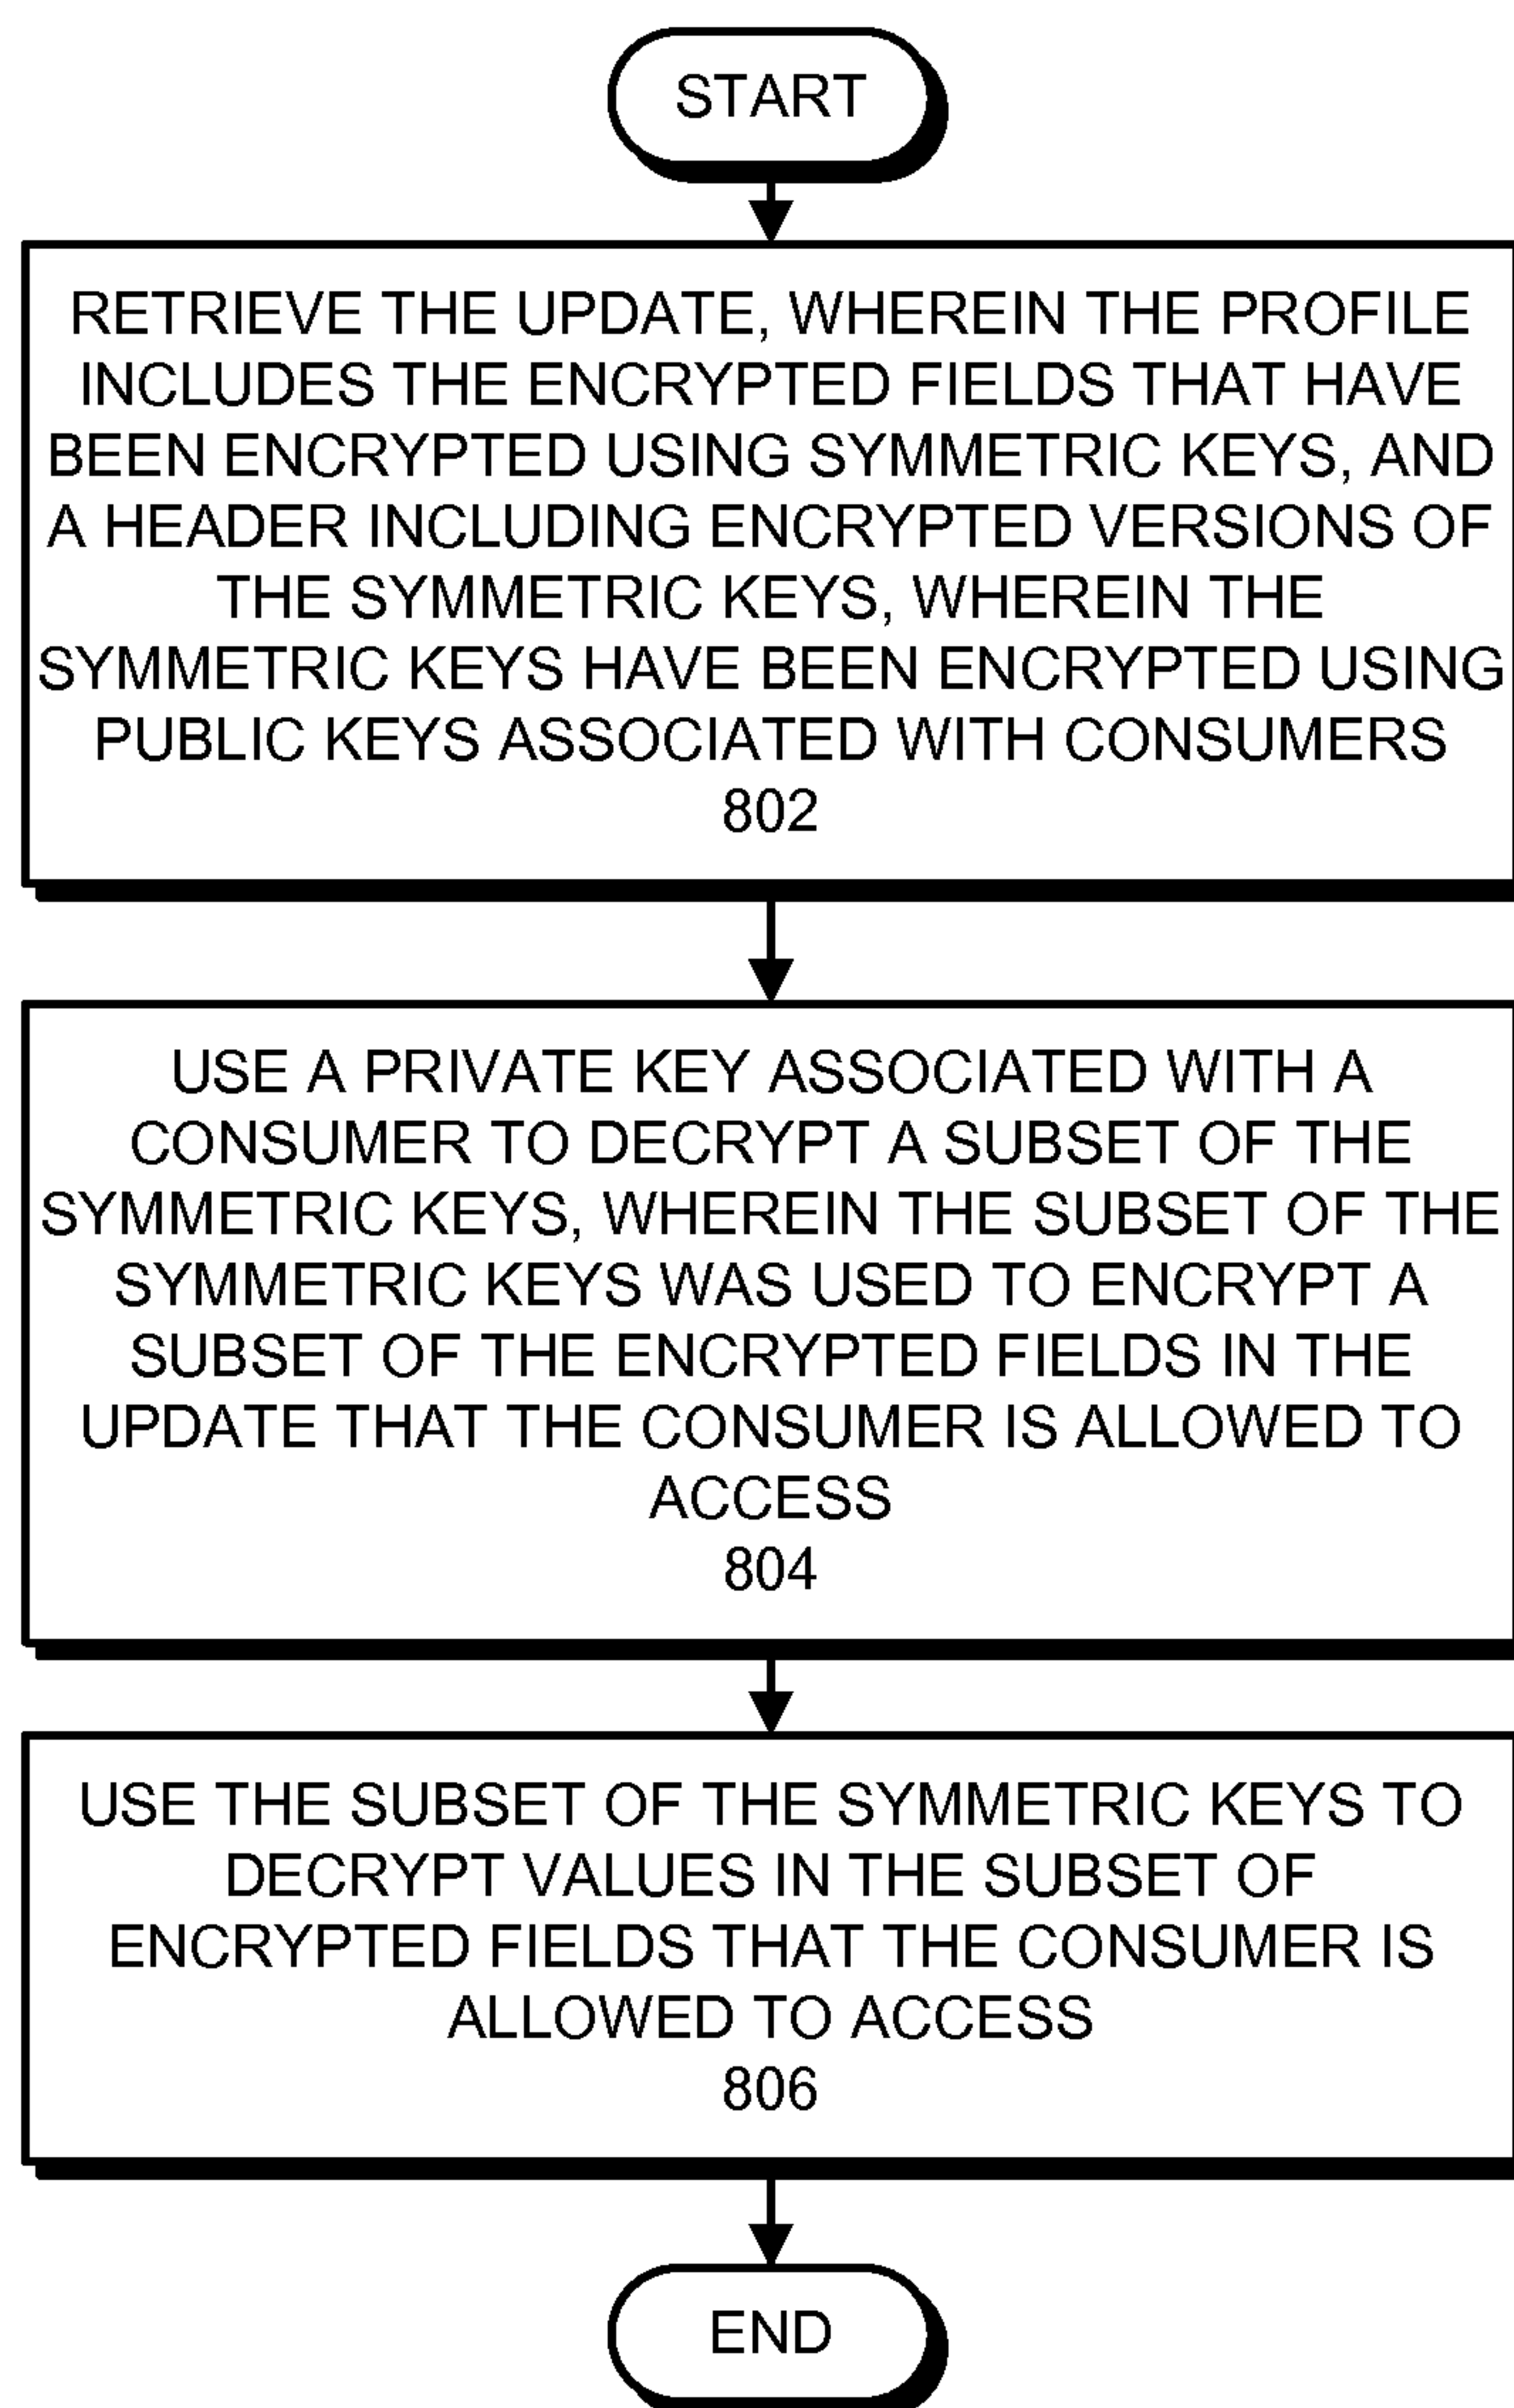 START
RETRIEVE THE UPDATE, WHEREIN THE PROFILE
INCLUDES THE ENCRYPTED FIELDS THAT HAVE
BEEN ENCRYPTED USING SYMMETRIC KEYS, AND
A HEADER INCLUDING ENCRYPTED VERSIONS OF
THE SYMMETRIC KEYS, WHEREIN THE
SYMMETRIC KEYS HAVE BEEN ENCRYPTED USING
PUBLIC KEYS ASSOCIATED WITH CONSUMERS
802
USE A PRIVATE KEY ASSOCIATED WITH A
CONSUMER TO DECRYPT A SUBSET OF THE
SYMMETRIC KEYS, WHEREIN THE SUBSET OF THE
SYMMETRIC KEYS WAS USED TO ENCRYPT A
SUBSET OF THE ENCRYPTED FIELDS IN THE
UPDATE THAT THE CONSUMER IS ALLOWED TO
ACCESS
804
USE THE SUBSET OF THE SYMMETRIC KEYS TO
DECRYPT VALUES IN THE SUBSET OF
ENCRYPTED FIELDS THAT THE CONSUMER IS
ALLOWED TO ACCESS
806
END